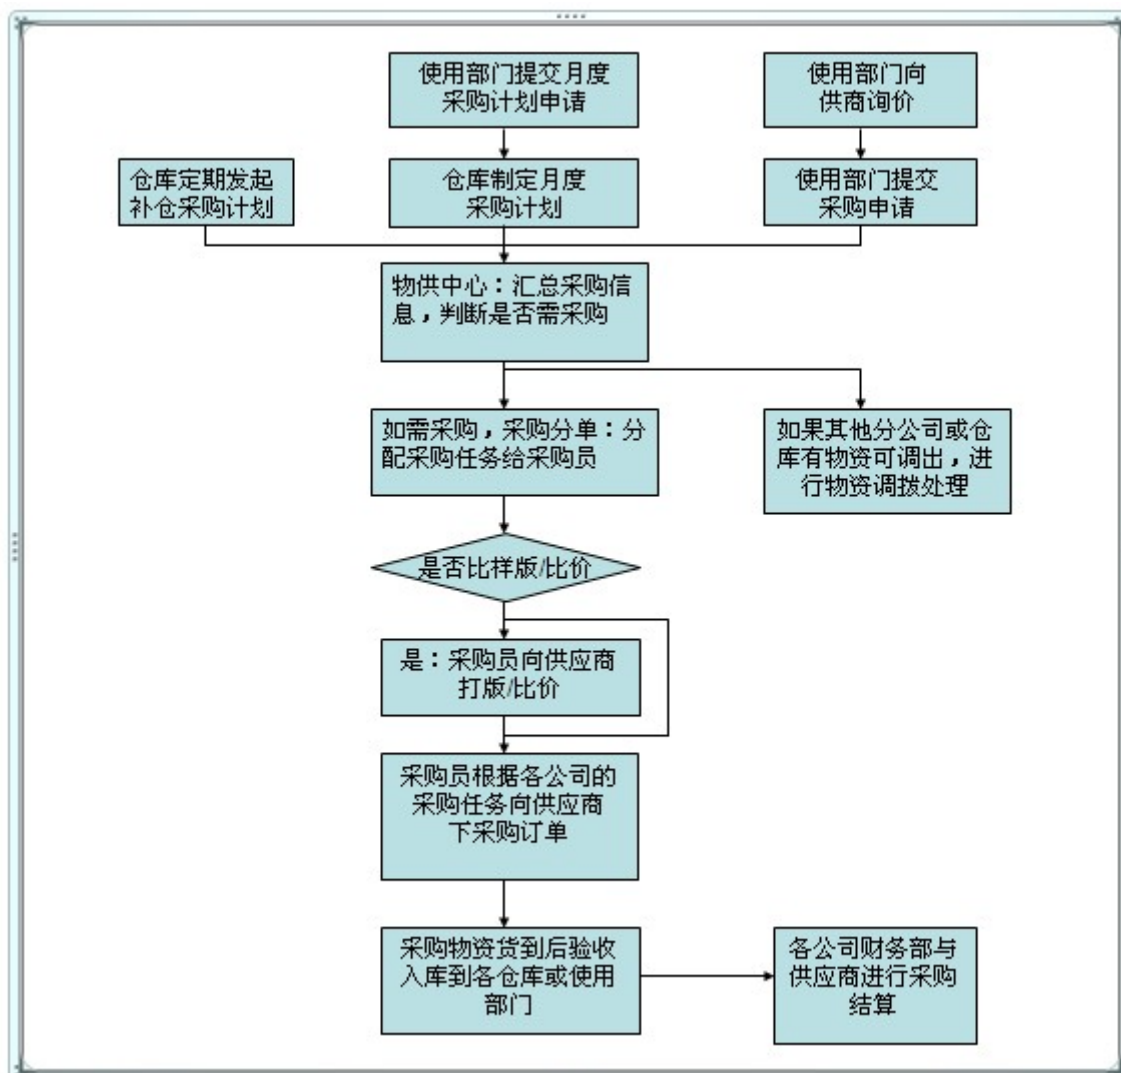 使用部门提交月度
采购计划申请
使用部门向
供商询价
仓库定期发起
补仓采购计划
仓库制定月度
采购计划
使用部门提交
采购申请
物供中心：汇总采购信
息，判断是否需采购
如需采购，采购分单：分
配采购任务给采购员
如果其他分公司或仓
库有物资可调出，进
行物资调拨处理
是否比样版/比价
是：采购员向供应商
打版/比价
采购员根据各公司的
采购任务向供应商
下采购订单
采购物资货到后验收
入库到各仓库或使用
部门
各公司财务部与
供应商进行采购
结算